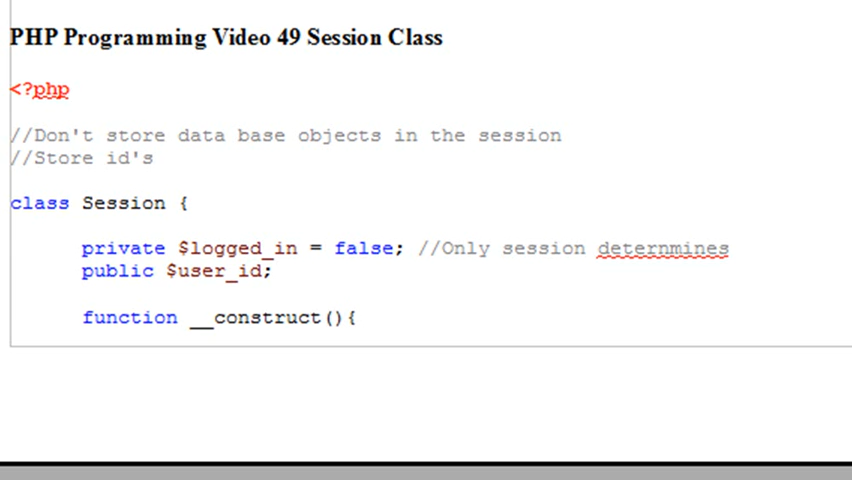 PHP Programming Video 49 Session Class
<?php
//Don't store data base objects in the session
//Store id's
class Session {
private $logged_in = false; //Only session deternmines
public $user_id;
function __construct(){